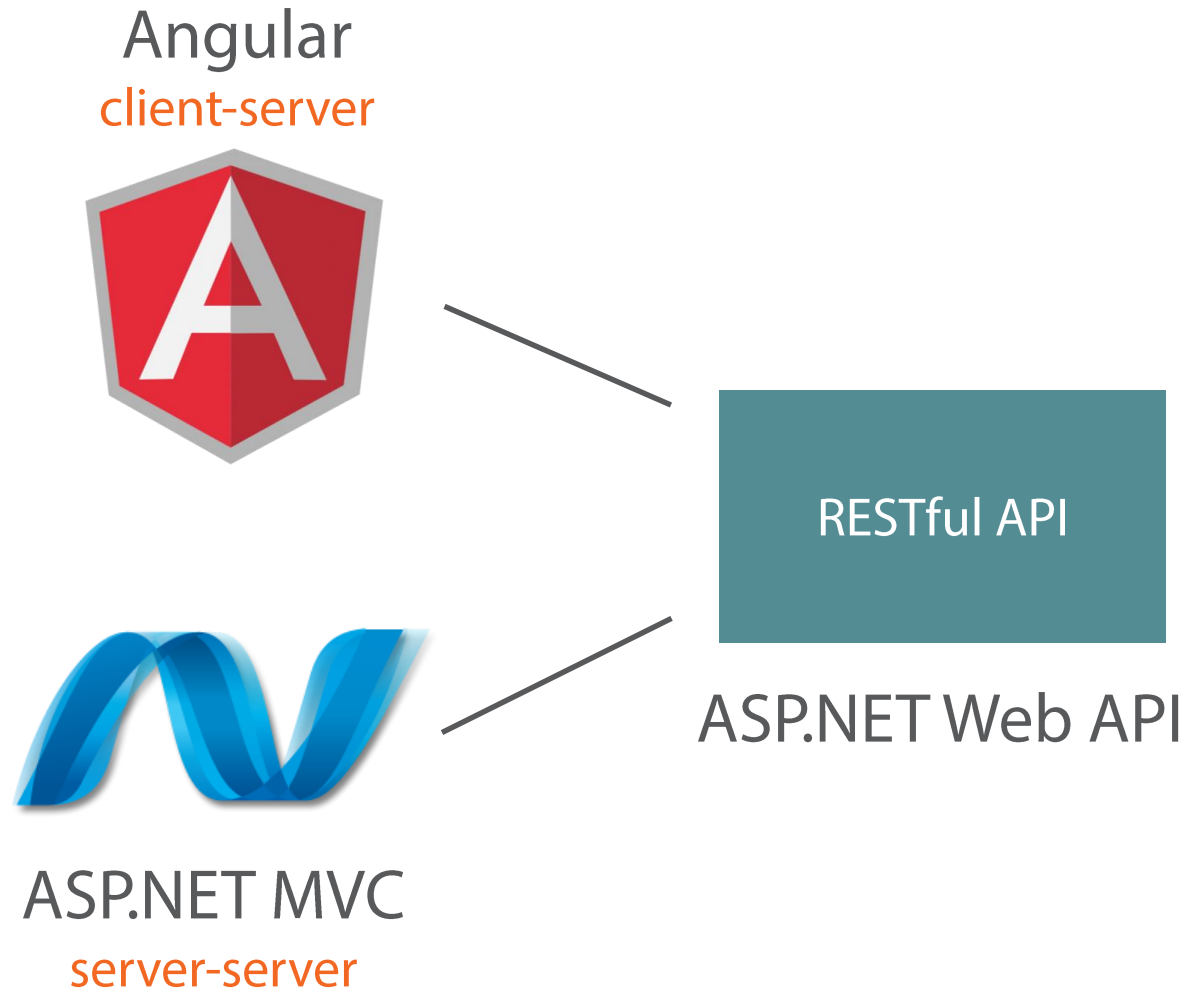 Angular
client-server
RESTful API
ASP.NET Web API
ASP.NET MVC
server-server